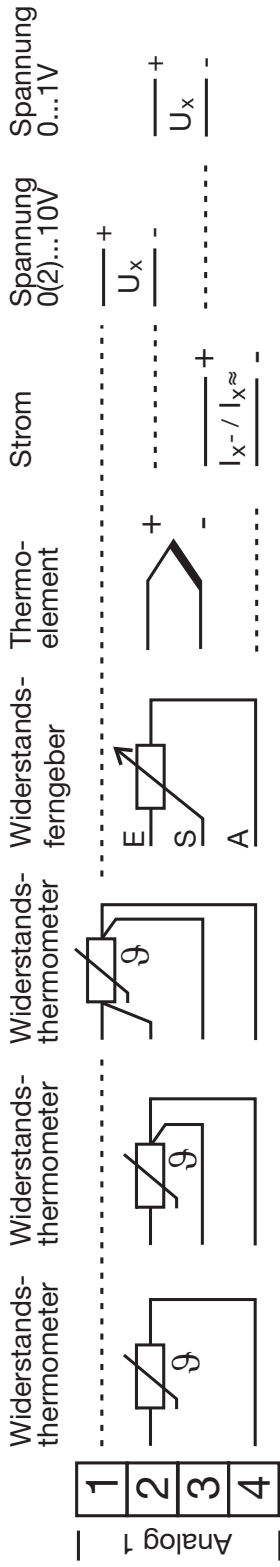 Analog 1
1
2
3
4
Widerstands-
thermometer
ϑ
Widerstands-
thermometer
ϑ
Widerstands-
thermometer
ϑ
Widerstands-
ferngeber
E
S
A
Thermo-
element
+
-
Strom
+
Ix- / Ix≈
-
Spannung
0(2)...10V
+
Ux
-
Spannung
0...1V
+
Ux
-